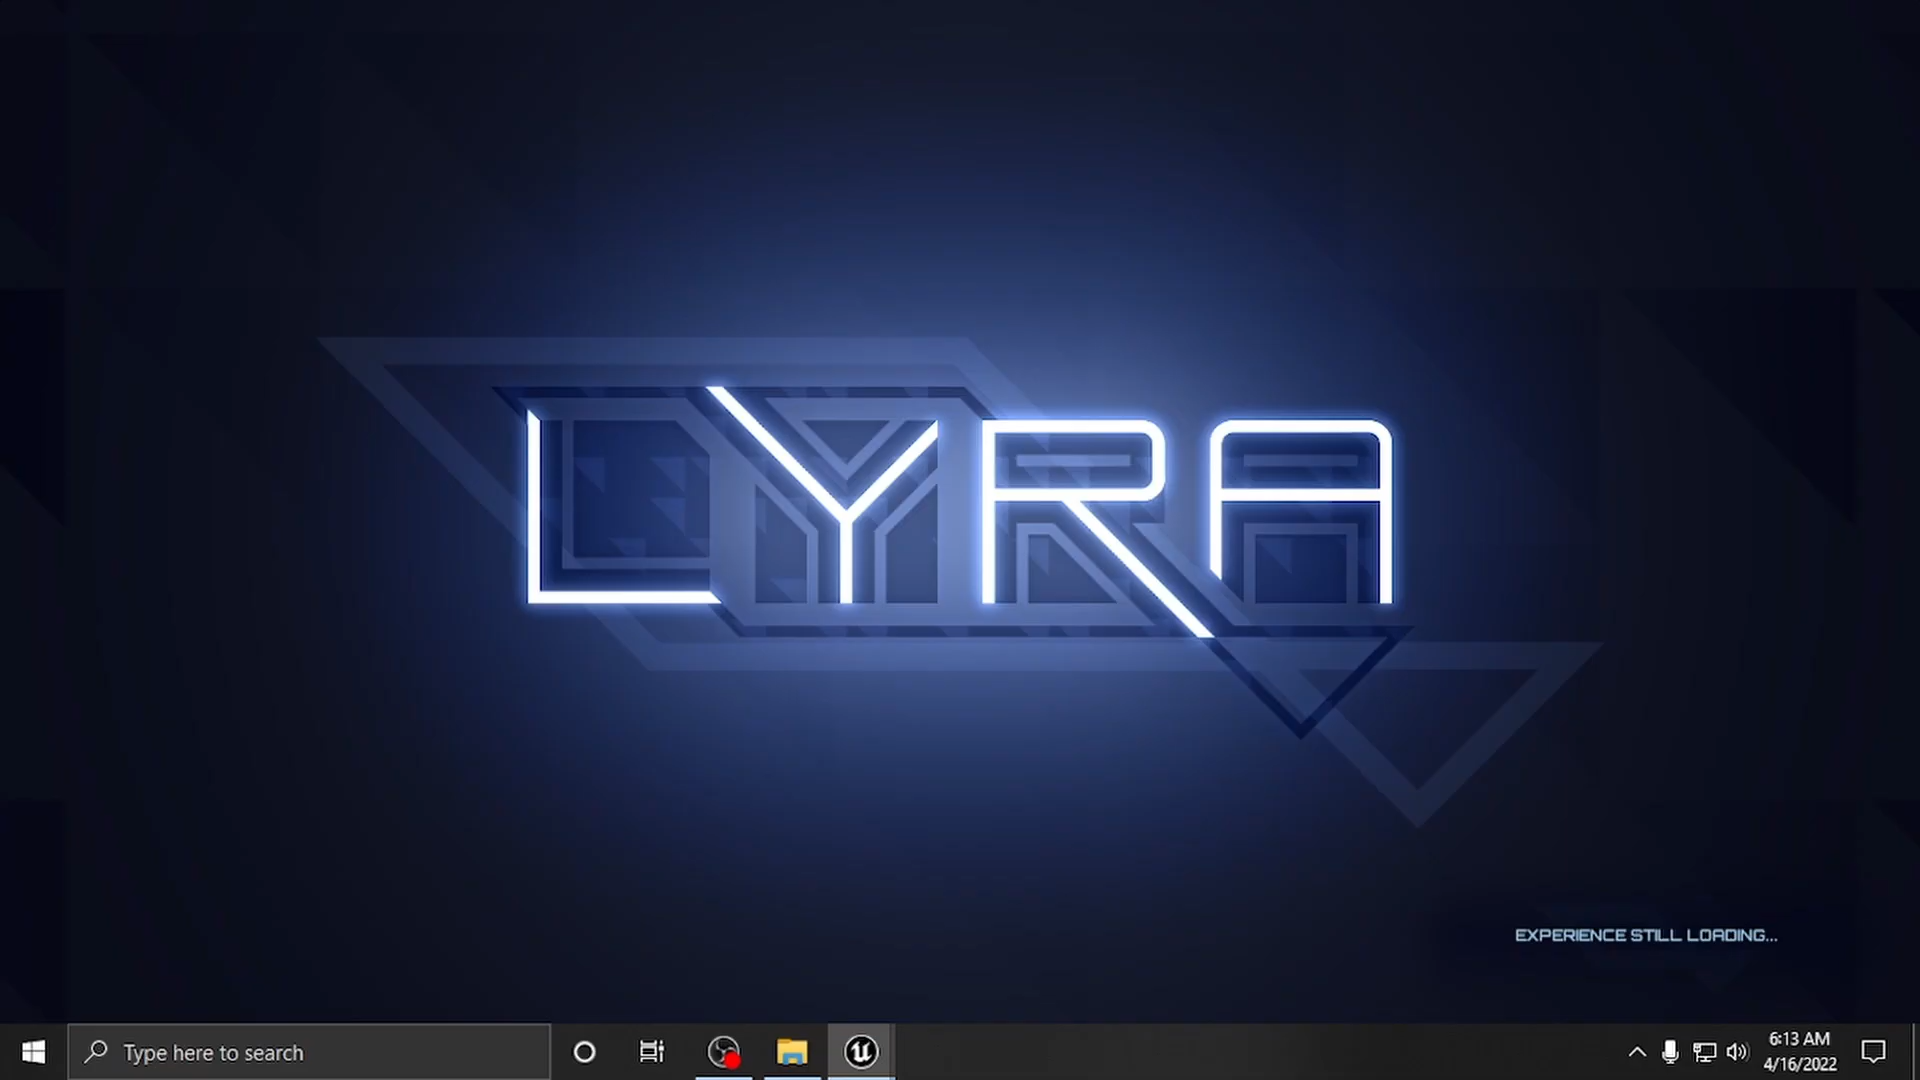 LYRA
EXPERIENCE STILL LOADING...
Type here to search
6:13 AM
4/16/2022